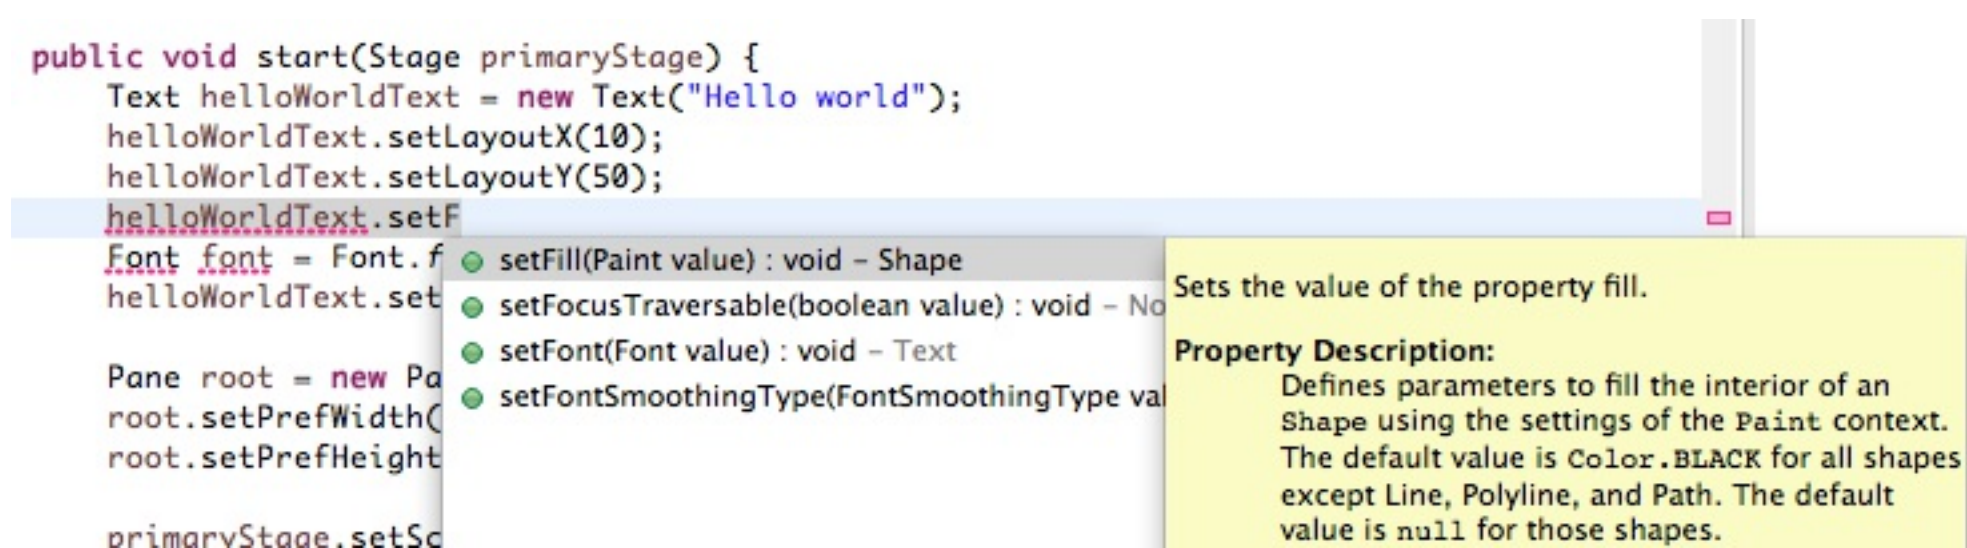 public void start(Stage primaryStage) {
Text helloWorldText = new Text("Hello world");
helloWorldText.setLayoutX(10);
helloWorldText.setLayoutY(50);
helloWorldText.setF
Font font = Font.f
helloWorldText.set
Pane root = new Pa
root.setPrefWidth(
root.setPrefHeight
primaryStage.setSc
setFill(Paint value) : void – Shape
setFocusTraversable(boolean value) : void – No
setFont(Font value) : void – Text
setFontSmoothingType(FontSmoothingType val
Sets the value of the property fill.
Property Description:
Defines parameters to fill the interior of an
Shape using the settings of the Paint context.
The default value is Color.BLACK for all shapes
except Line, Polyline, and Path. The default
value is null for those shapes.